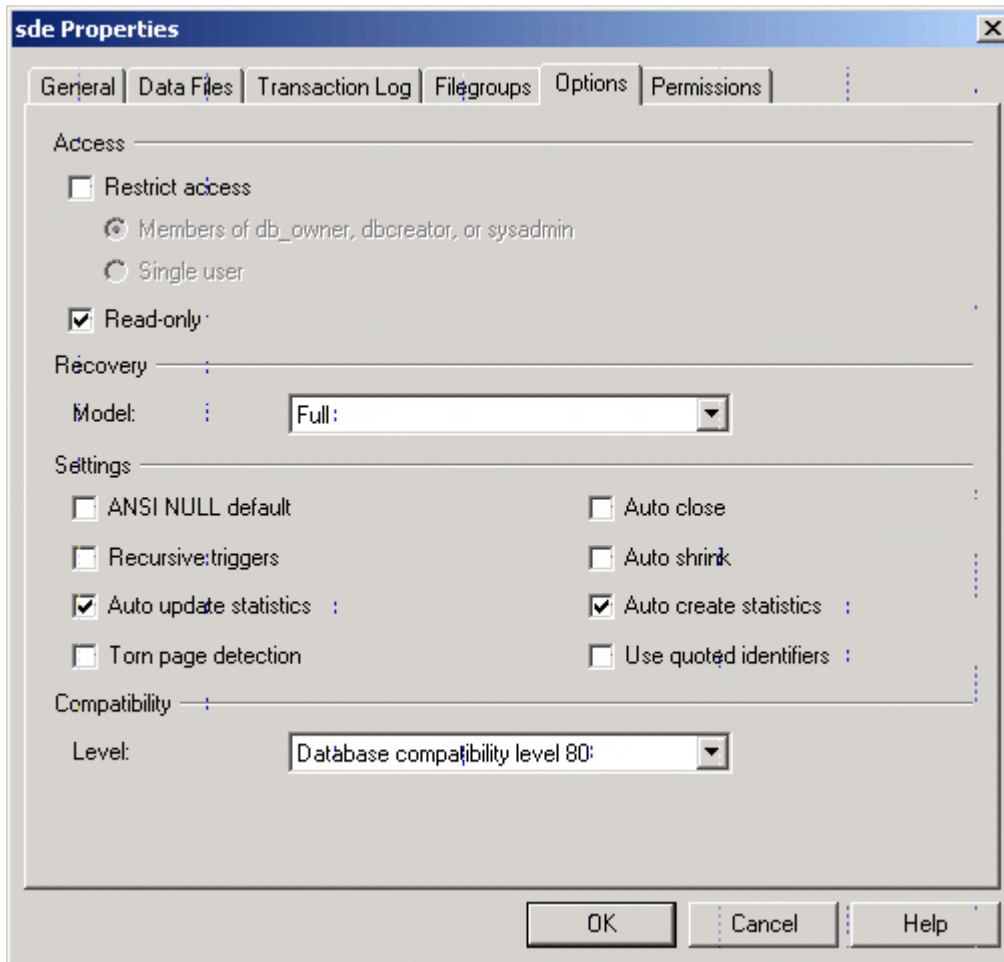 sde Properties
General Data Files Transaction Log Filegroups Options Permissions
Access
Restrict access
Members of db_owner, dbcreator, or sysadmin
Single user
Read-only
Recovery
Model: Full
Settings
ANSI NULL default Auto close
Recursive triggers Auto shrink
Auto update statistics Auto create statistics
Torn page detection Use quoted identifiers
Compatibility
Level: Database compatibility level 80
OK Cancel Help